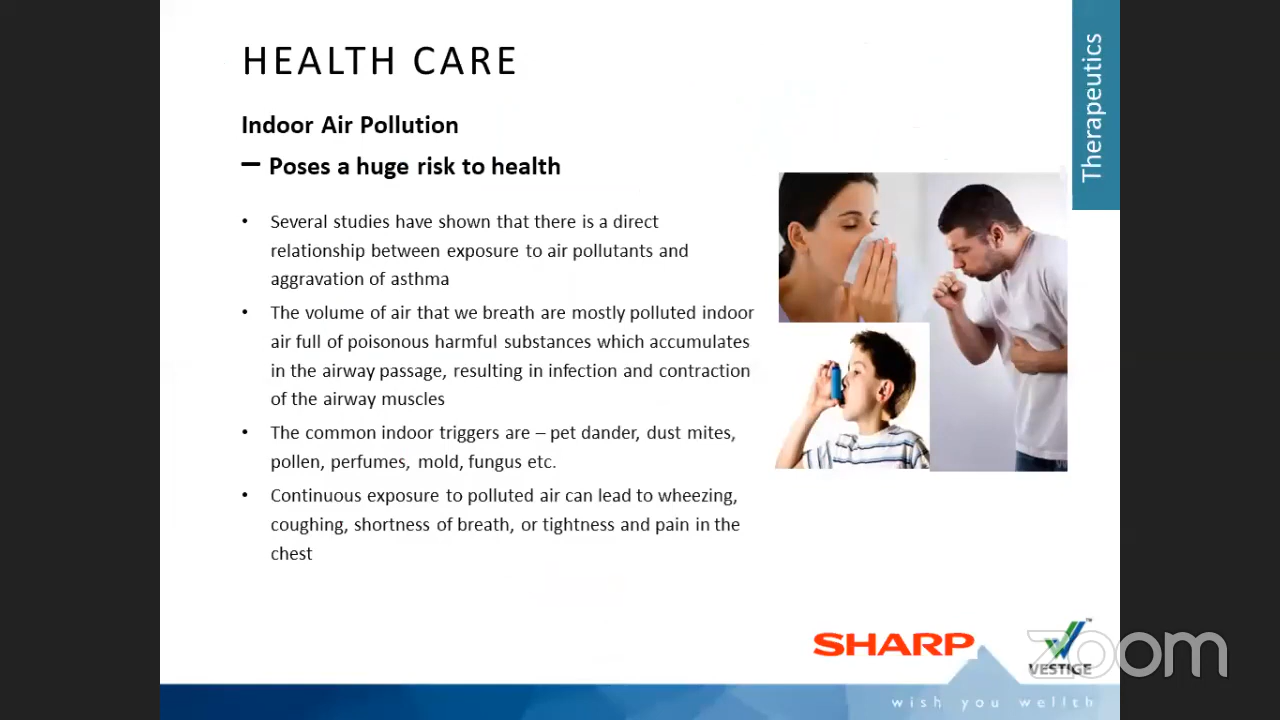 HEALTH CARE
Therapeutics
Indoor Air Pollution
– Poses a huge risk to health
• Several studies have shown that there is a direct
relationship between exposure to air pollutants and
aggravation of asthma
• The volume of air that we breath are mostly polluted indoor
air full of poisonous harmful substances which accumulates
in the airway passage, resulting in infection and contraction
of the airway muscles
• The common indoor triggers are – pet dander, dust mites,
pollen, perfumes, mold, fungus etc.
• Continuous exposure to polluted air can lead to wheezing,
coughing, shortness of breath, or tightness and pain in the
chest
SHARP
VESTIGE
TM
zoom
wish you wellth